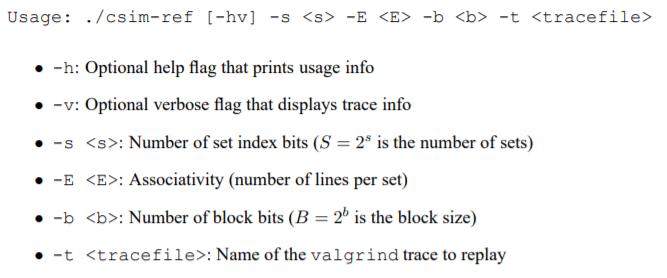 Usage: ./csim-ref [-hv] -s <s> -E <E> -b <b> -t <tracefile>
• -h: Optional help flag that prints usage info
• -v: Optional verbose flag that displays trace info
• -s <s>: Number of set index bits (S = 2ˢ is the number of sets)
• -E <E>: Associativity (number of lines per set)
• -b <b>: Number of block bits (B = 2ᵇ is the block size)
• -t <tracefile>: Name of the valgrind trace to replay